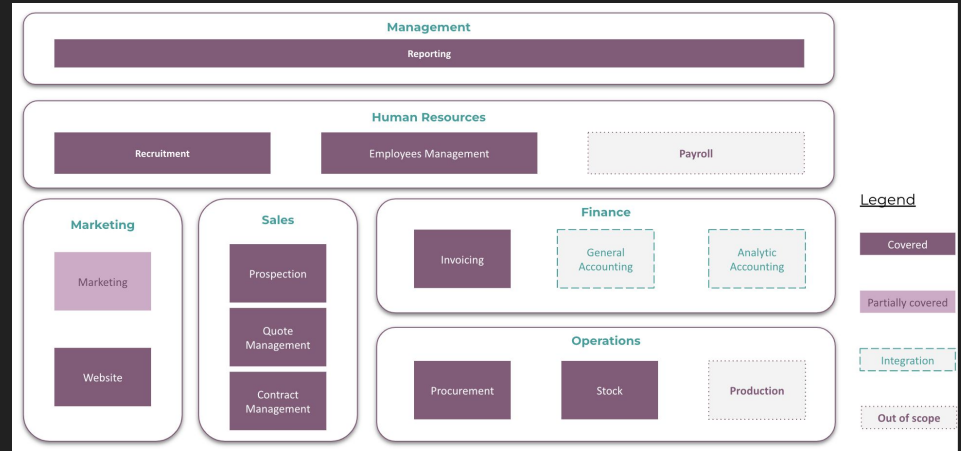 Management
Reporting
Human Resources
Recruitment
Employees Management
Payroll
Marketing
Marketing
Website
Sales
Prospection
Quote
Management
Contract
Management
Finance
Invoicing
General
Accounting
Analytic
Accounting
Operations
Procurement
Stock
Production
Legend
Covered
Partially covered
Integration
Out of scope